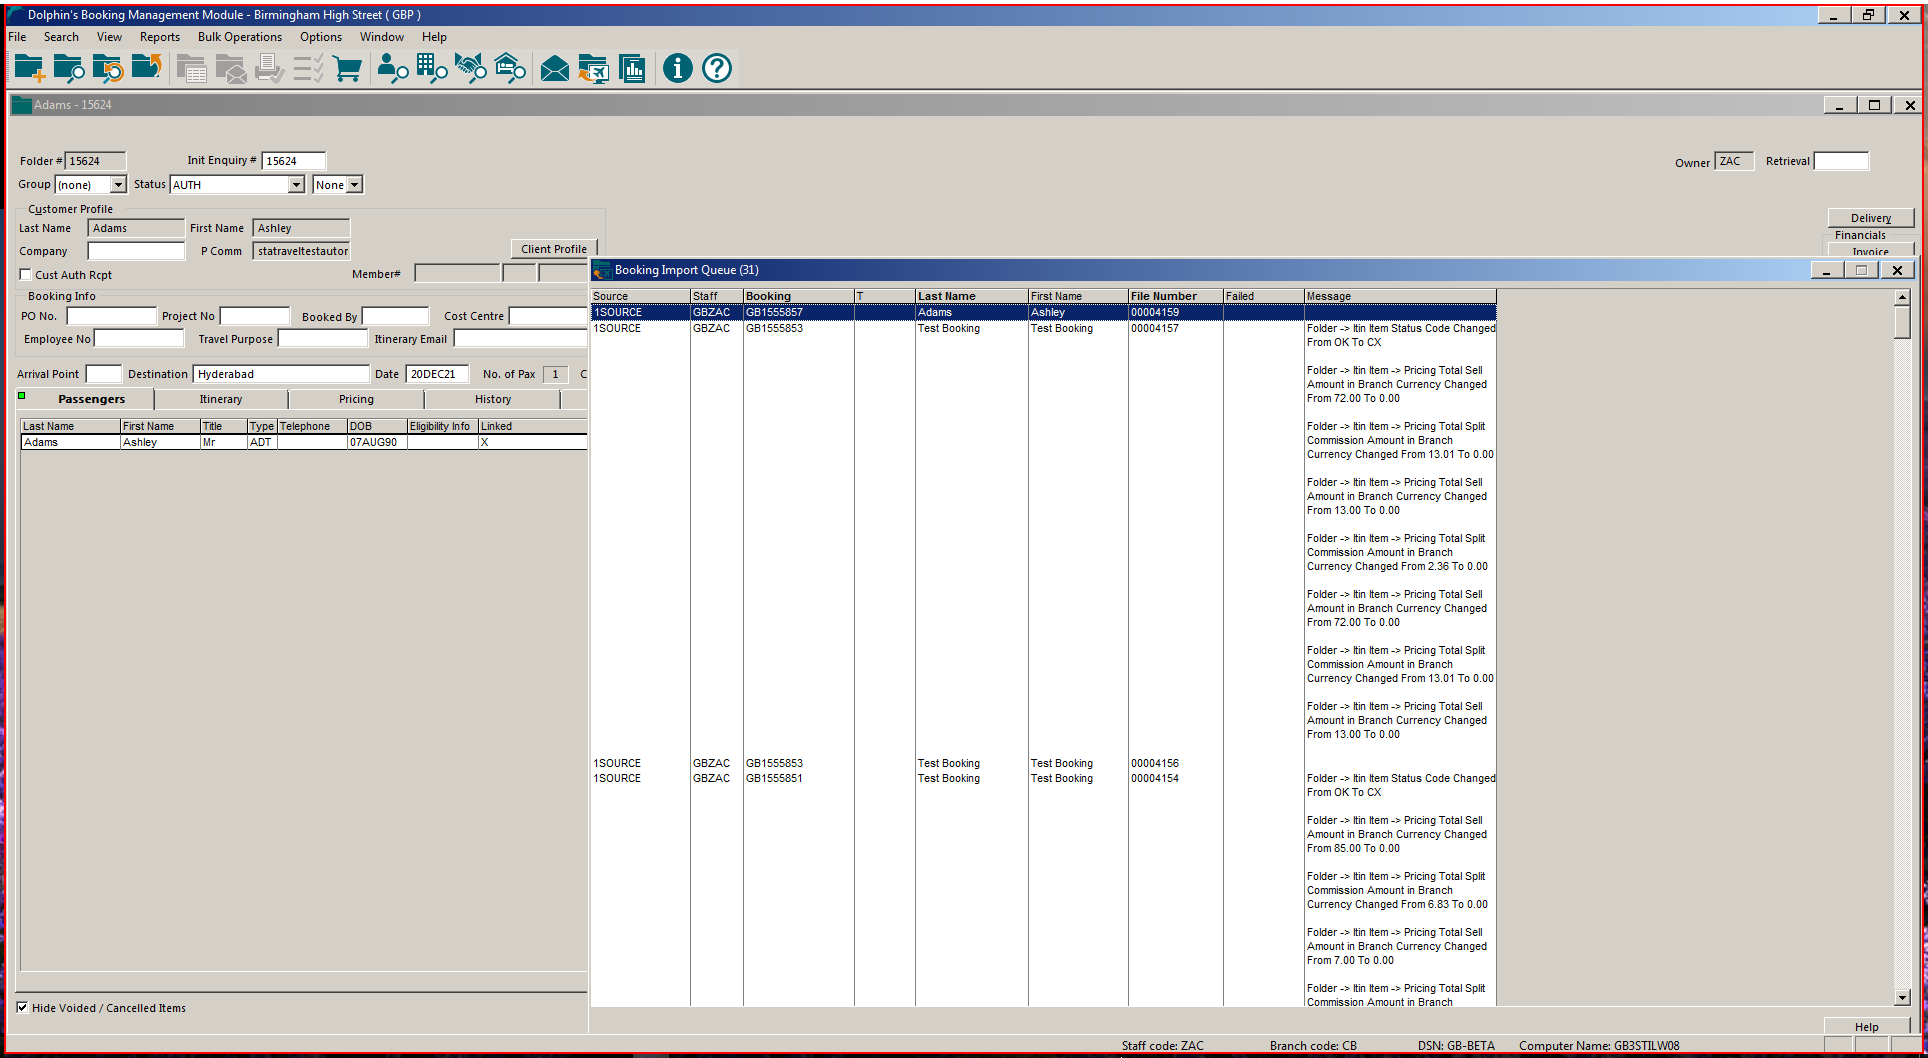 Dolphin's Booking Management Module - Birmingham High Street ( GBP )
File Search View Reports Bulk Operations Options Window Help
Adams - 15624
Folder # 15624 Init Enquiry # 15624 Owner ZAC Retrieval
Group (none) Status AUTH None
Customer Profile
Last Name Adams First Name Ashley
Company P Comm statraveltestautor Client Profile
Cust Auth Rcpt Member#
Delivery
Financials
Invoice
Booking Info
PO No. Project No Booked By Cost Centre
Employee No Travel Purpose Itinerary Email
Arrival Point Destination Hyderabad Date 20DEC21 No. of Pax 1 C
Passengers Itinerary Pricing History
Last Name First Name Title Type Telephone DOB Eligibility Info Linked
Adams Ashley Mr ADT 07AUG90 X
Hide Voided / Cancelled Items
Booking Import Queue (31)
Source Staff Booking T Last Name First Name File Number Failed Message
1SOURCE GBZAC GB1555857 Adams Ashley 00004159
1SOURCE GBZAC GB1555853 Test Booking Test Booking 00004157 Folder -> Itin Item Status Code Changed
From OK To CX
Folder -> Itin Item -> Pricing Total Sell
Amount in Branch Currency Changed
From 72.00 To 0.00
Folder -> Itin Item -> Pricing Total Split
Commission Amount in Branch
Currency Changed From 13.01 To 0.00
Folder -> Itin Item -> Pricing Total Sell
Amount in Branch Currency Changed
From 13.00 To 0.00
Folder -> Itin Item -> Pricing Total Split
Commission Amount in Branch
Currency Changed From 2.36 To 0.00
Folder -> Itin Item -> Pricing Total Sell
Amount in Branch Currency Changed
From 72.00 To 0.00
Folder -> Itin Item -> Pricing Total Split
Commission Amount in Branch
Currency Changed From 13.01 To 0.00
Folder -> Itin Item -> Pricing Total Sell
Amount in Branch Currency Changed
From 13.00 To 0.00
1SOURCE GBZAC GB1555853 Test Booking Test Booking 00004156
1SOURCE GBZAC GB1555851 Test Booking Test Booking 00004154 Folder -> Itin Item Status Code Changed
From OK To CX
Folder -> Itin Item -> Pricing Total Sell
Amount in Branch Currency Changed
From 85.00 To 0.00
Folder -> Itin Item -> Pricing Total Split
Commission Amount in Branch
Currency Changed From 6.83 To 0.00
Folder -> Itin Item -> Pricing Total Sell
Amount in Branch Currency Changed
From 7.00 To 0.00
Folder -> Itin Item -> Pricing Total Split
Commission Amount in Branch
Help
Staff code: ZAC Branch code: CB DSN: GB-BETA Computer Name: GB3STILW08